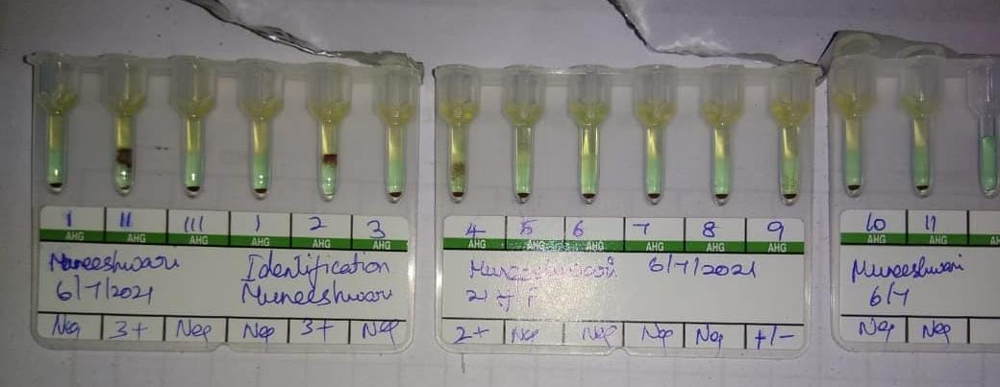 I II III 1 2 3
AHG AHG AHG AHG AHG AHG
Muneeshwari Identification
6/7/2021 Muneeshwari
Neg 3+ Neg Neg 3+ Neg
4 5 6 7 8 9
AHG AHG AHG AHG AHG AHG
Muneeshwari 6/7/2021
2+ Neg Neg Neg Neg +/-
10 11
AHG AHG
Muneeshwari
6/7
Neg Neg